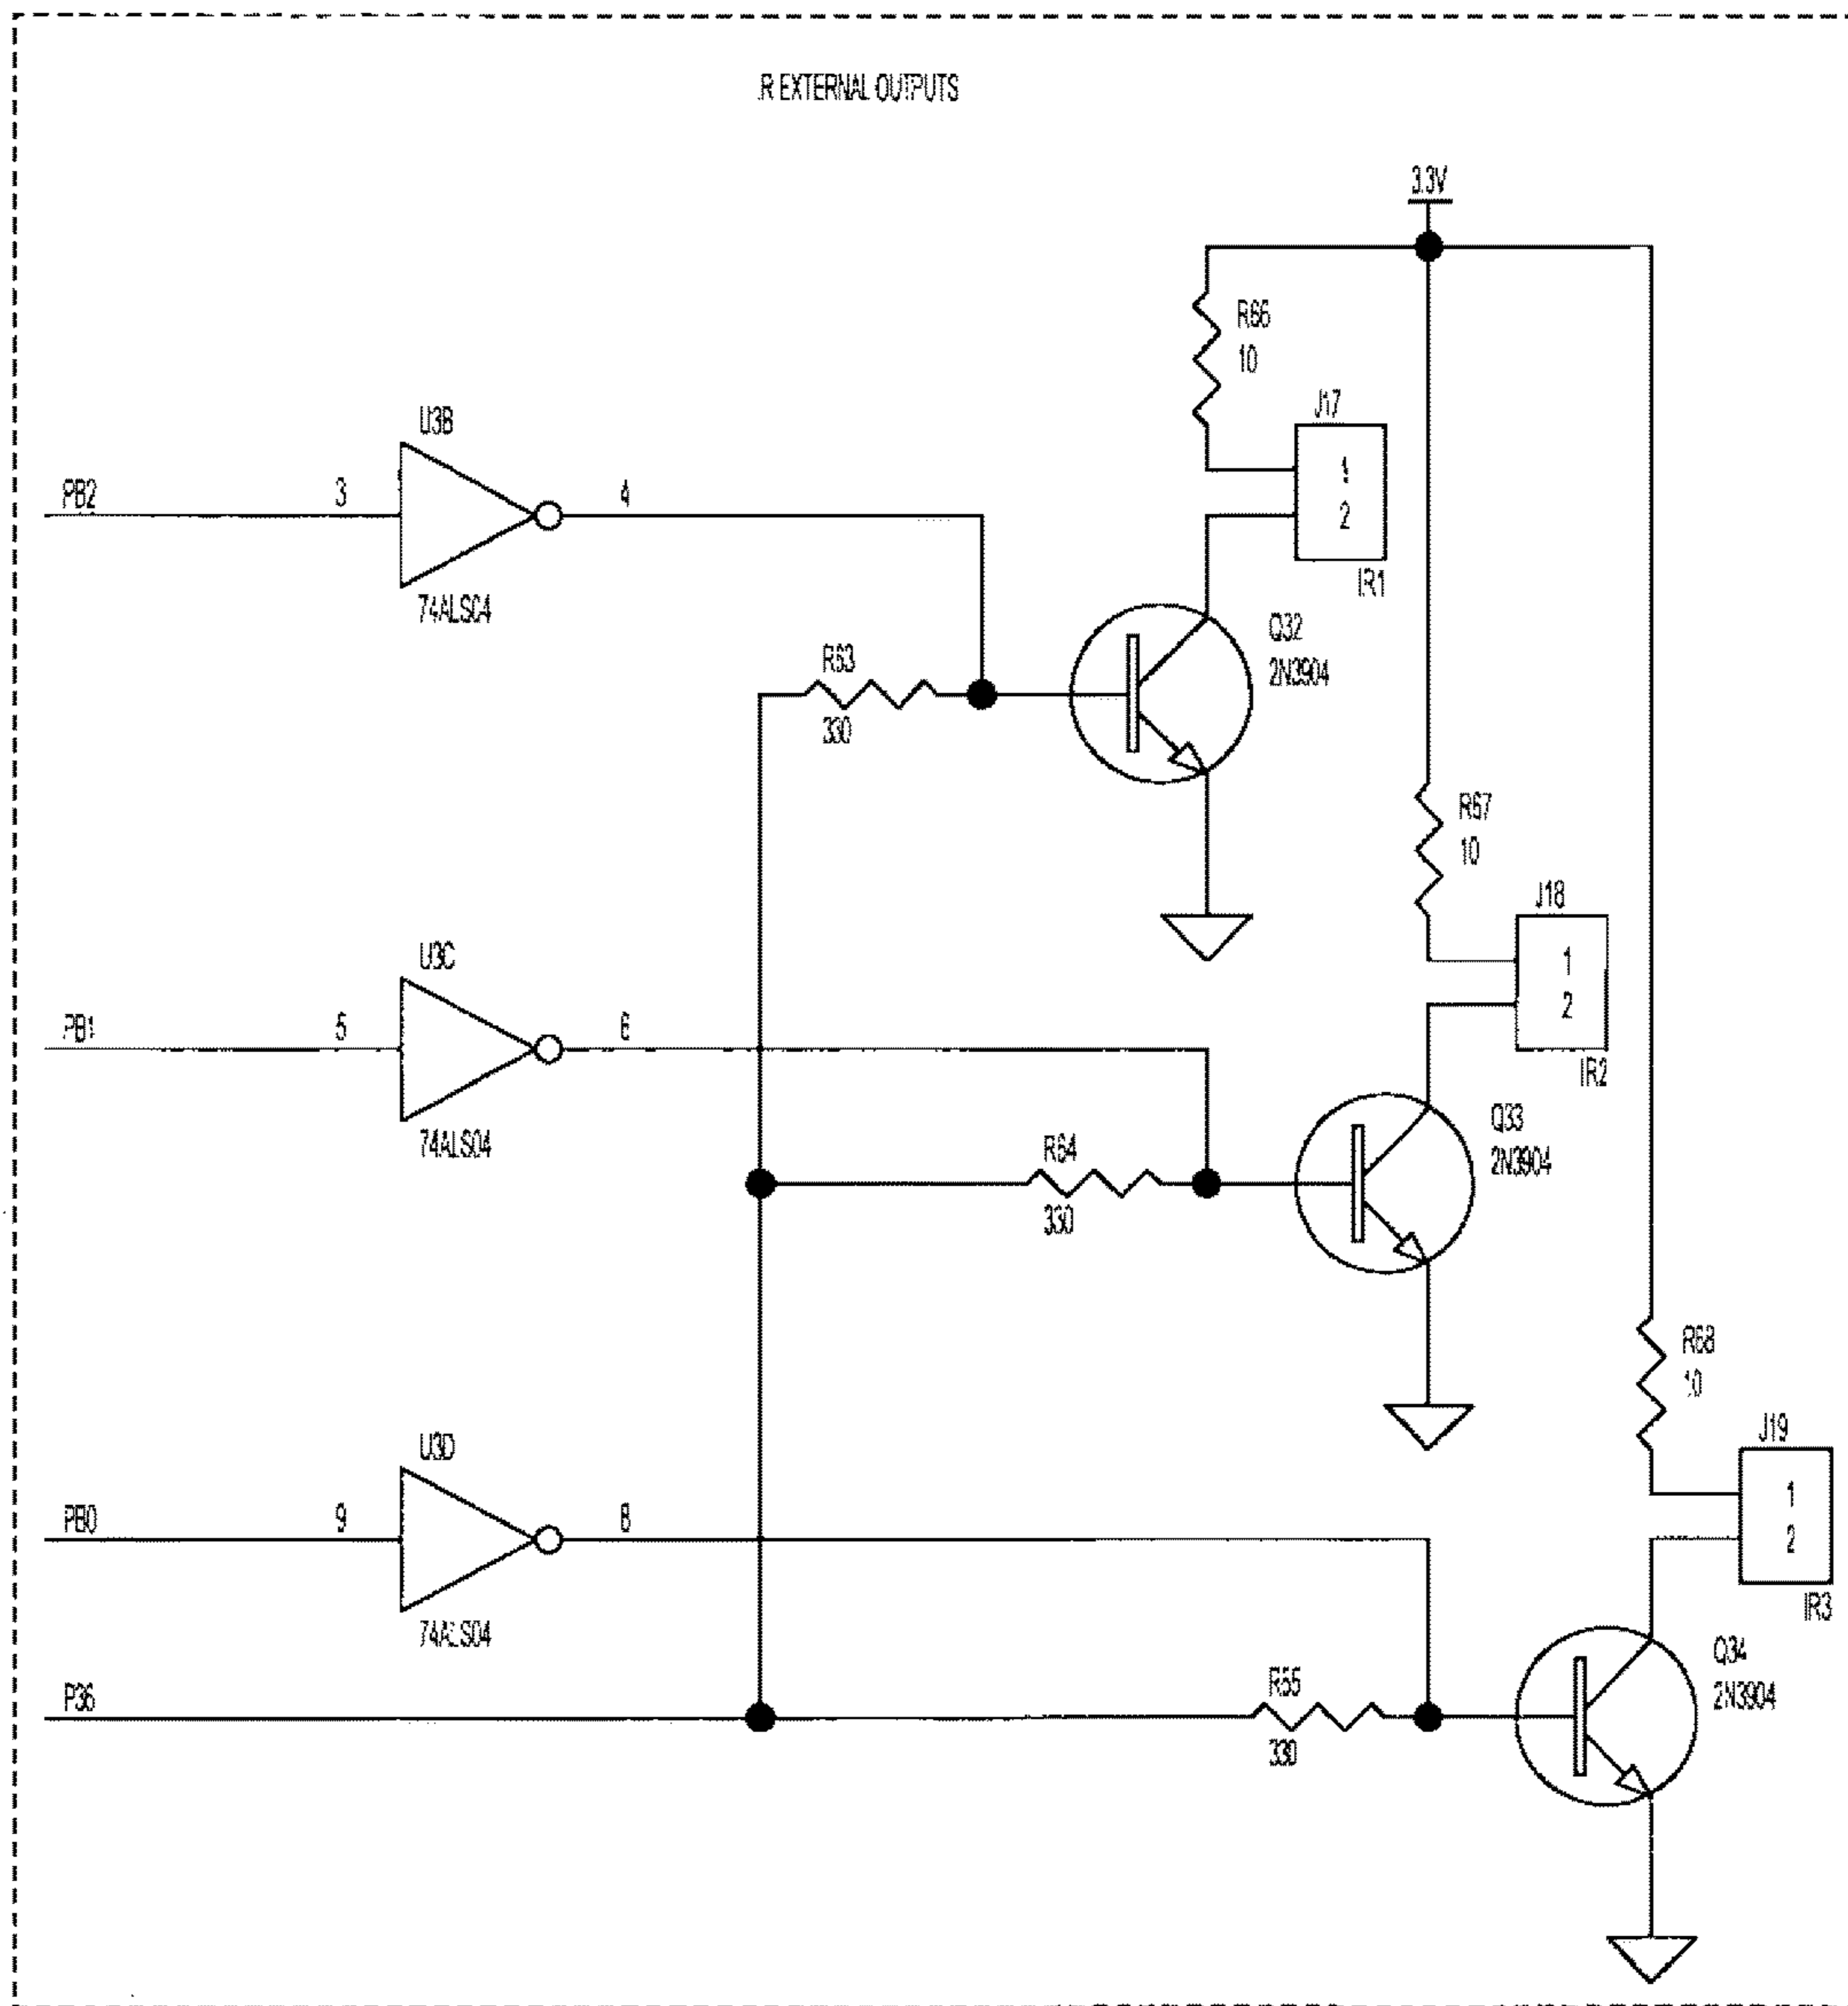 R EXTERNAL OUTPUTS
3.3V
R66
10
J17
1
2
IR1
U3B
PB2
3
4
74ALS04
Q32
2N3904
R63
330
R67
10
J18
1
2
IR2
U3C
PB1
5
6
74ALS04
Q33
2N3904
R64
330
R68
10
J19
1
2
IR3
U3D
PB0
9
8
74ALS04
Q34
2N3904
P36
R55
330